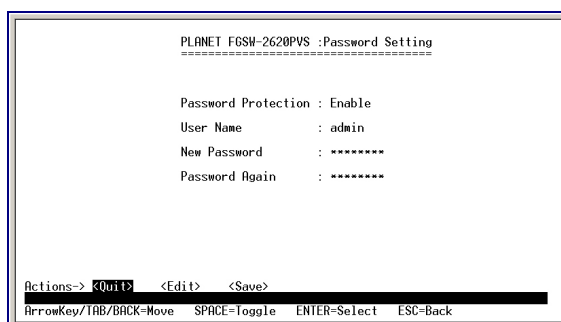 PLANET FGSW-2620PVS :Password Setting
=====================================
Password Protection : Enable
User Name : admin
New Password : ********
Password Again : ********
Actions-> <Quit> <Edit> <Save>
ArrowKey/TAB/BACK=Move SPACE=Toggle ENTER=Select ESC=Back